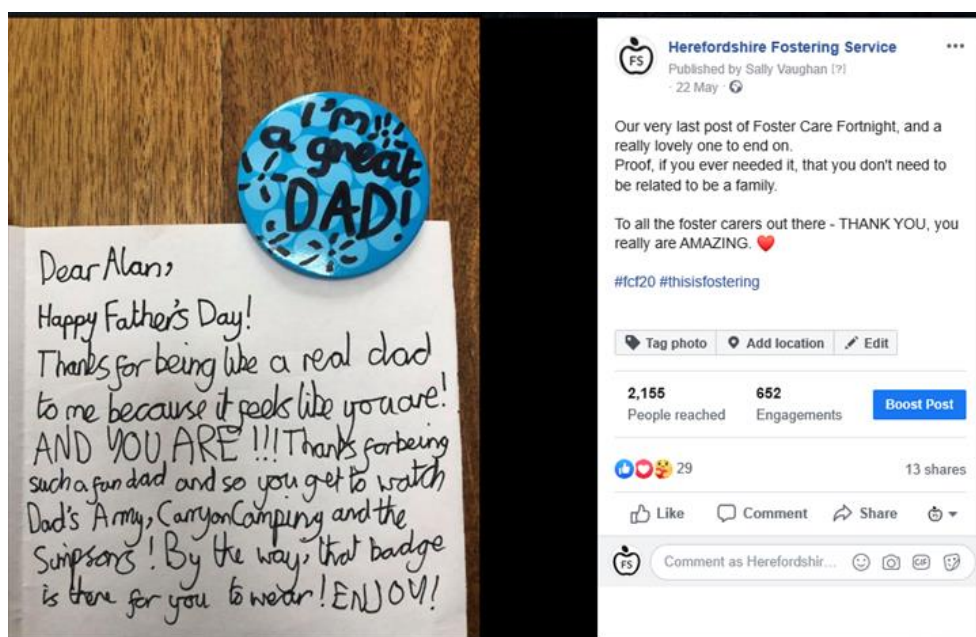 I'm
a great
DAD!
Dear Alan,
Happy Father's Day!
Thanks for being like a real dad
to me because it feels like you are!
AND YOU ARE !!! Thanks for being
such a fun dad and so you get to watch
Dad's Army, Carry on Camping and the
Simpsons! By the way, that badge
is there for you to wear! ENJOY!
FS
Herefordshire Fostering Service
Published by Sally Vaughan [?]
· 22 May ·
Our very last post of Foster Care Fortnight, and a
really lovely one to end on.
Proof, if you ever needed it, that you don't need to
be related to be a family.
To all the foster carers out there - THANK YOU, you
really are AMAZING. ❤️
#fcf20 #thisisfostering
Tag photo Add location Edit
2,155 652
People reached Engagements
Boost Post
29 13 shares
Like Comment Share
FS Comment as Herefordshir... GIF